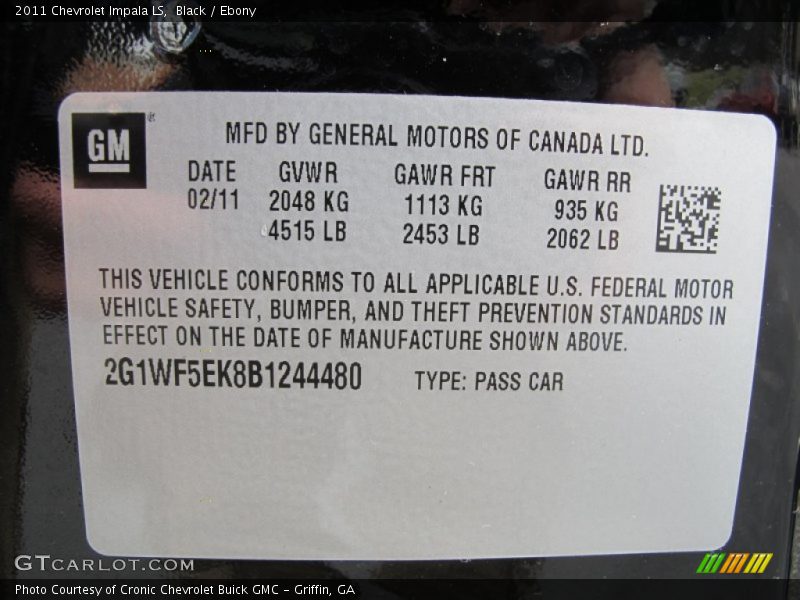 2011 Chevrolet Impala LS, Black / Ebony
GM ®
MFD BY GENERAL MOTORS OF CANADA LTD.
DATE GVWR GAWR FRT GAWR RR
02/11 2048 KG 1113 KG 935 KG
4515 LB 2453 LB 2062 LB
THIS VEHICLE CONFORMS TO ALL APPLICABLE U.S. FEDERAL MOTOR
VEHICLE SAFETY, BUMPER, AND THEFT PREVENTION STANDARDS IN
EFFECT ON THE DATE OF MANUFACTURE SHOWN ABOVE.
2G1WF5EK8B1244480 TYPE: PASS CAR
GTCARLOT.COM
Photo Courtesy of Cronic Chevrolet Buick GMC – Griffin, GA